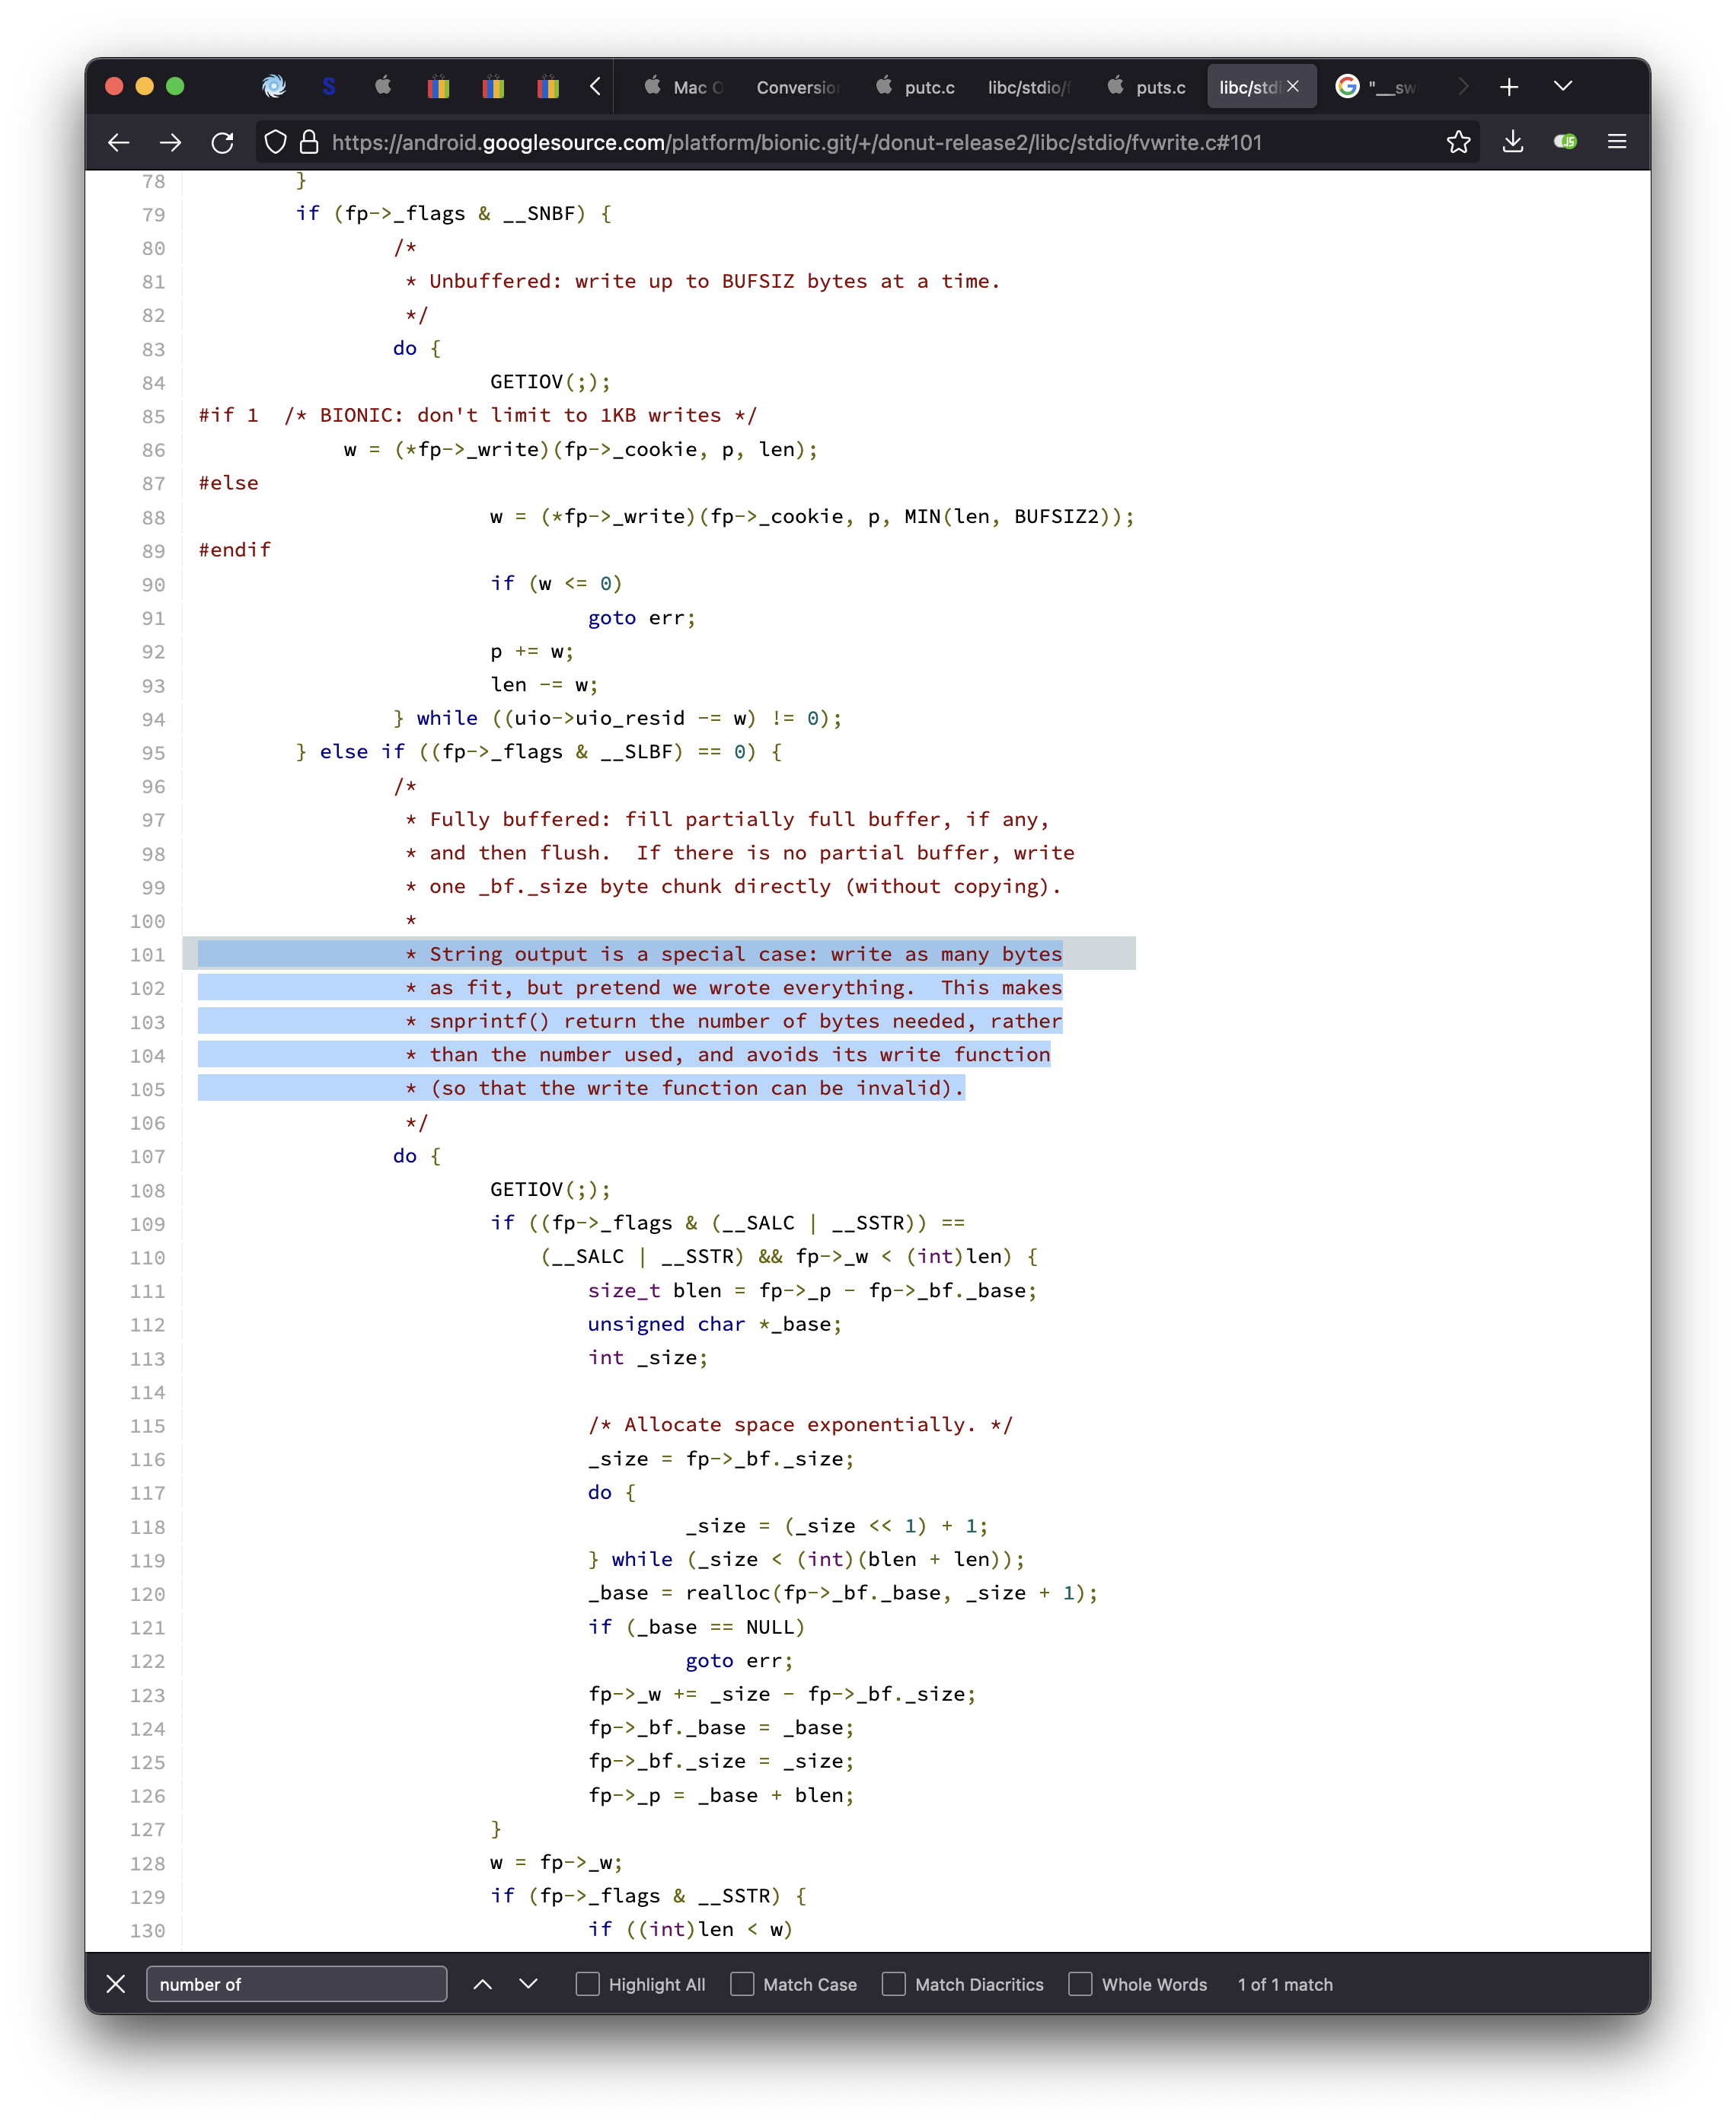 S
Mac O
Conversion
putc.c
libc/stdio/f
puts.c
libc/stdi
"__sw
https://android.googlesource.com/platform/bionic.git/+/donut-release2/libc/stdio/fvwrite.c#101
JS
78 }
79 if (fp->_flags & __SNBF) {
80 /*
81 * Unbuffered: write up to BUFSIZ bytes at a time.
82 */
83 do {
84 GETIOV(;);
85 #if 1  /* BIONIC: don't limit to 1KB writes */
86 w = (*fp->_write)(fp->_cookie, p, len);
87 #else
88 w = (*fp->_write)(fp->_cookie, p, MIN(len, BUFSIZ2));
89 #endif
90 if (w <= 0)
91 goto err;
92 p += w;
93 len -= w;
94 } while ((uio->uio_resid -= w) != 0);
95 } else if ((fp->_flags & __SLBF) == 0) {
96 /*
97 * Fully buffered: fill partially full buffer, if any,
98 * and then flush.  If there is no partial buffer, write
99 * one _bf._size byte chunk directly (without copying).
100 *
101 * String output is a special case: write as many bytes
102 * as fit, but pretend we wrote everything.  This makes
103 * snprintf() return the number of bytes needed, rather
104 * than the number used, and avoids its write function
105 * (so that the write function can be invalid).
106 */
107 do {
108 GETIOV(;);
109 if ((fp->_flags & (__SALC | __SSTR)) ==
110 (__SALC | __SSTR) && fp->_w < (int)len) {
111 size_t blen = fp->_p - fp->_bf._base;
112 unsigned char *_base;
113 int _size;
114
115 /* Allocate space exponentially. */
116 _size = fp->_bf._size;
117 do {
118 _size = (_size << 1) + 1;
119 } while (_size < (int)(blen + len));
120 _base = realloc(fp->_bf._base, _size + 1);
121 if (_base == NULL)
122 goto err;
123 fp->_w += _size - fp->_bf._size;
124 fp->_bf._base = _base;
125 fp->_bf._size = _size;
126 fp->_p = _base + blen;
127 }
128 w = fp->_w;
129 if (fp->_flags & __SSTR) {
130 if ((int)len < w)
number of
Highlight All
Match Case
Match Diacritics
Whole Words
1 of 1 match